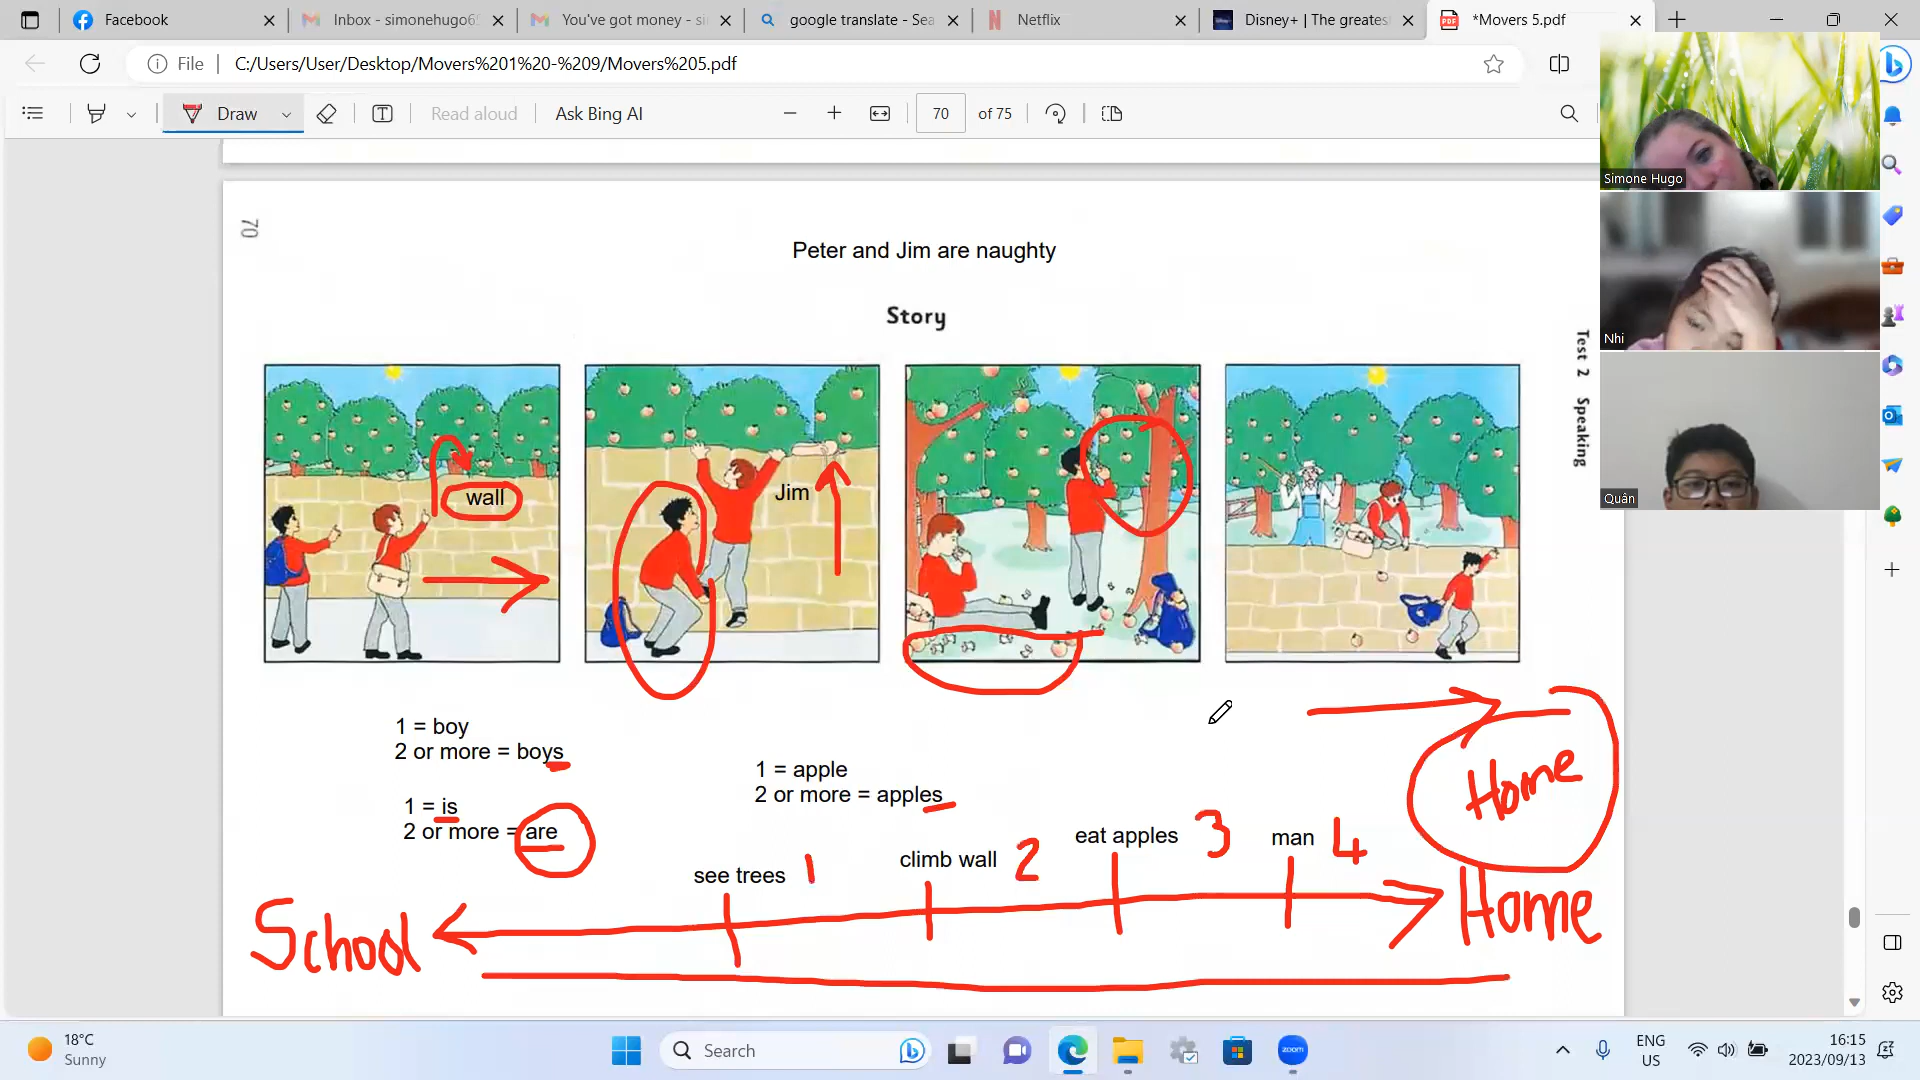 Facebook
Inbox - simonehugo65
You've got money - si
google translate - Sea
Netflix
Disney+ | The greates
*Movers 5.pdf
File
C:/Users/User/Desktop/Movers%201%20-%209/Movers%205.pdf
Draw
Read aloud
Ask Bing AI
70
of 75
Simone Hugo
Nhi
Quân
70
Peter and Jim are naughty
Story
Test 2 Speaking
wall
Jim
1 = boy
2 or more = boys
1 = apple
2 or more = apples
1 = is
2 or more = are
Home
see trees 1
climb wall 2
eat apples 3
man 4
School
Home
18°C
Sunny
Search
zoom
ENG
US
16:15
2023/09/13